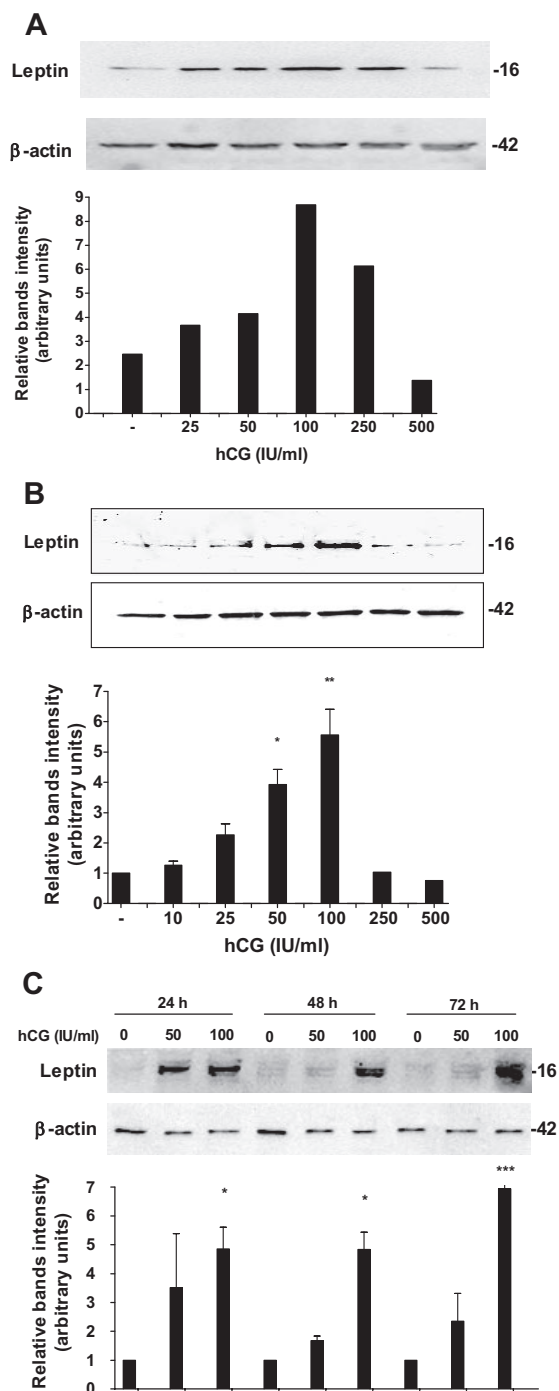 A
Leptin -16
β-actin -42
Relative bands intensity
(arbitrary units)
9
8
7
6
5
4
3
2
1
0
- 25 50 100 250 500
hCG (IU/ml)
B
Leptin -16
β-actin -42
Relative bands intensity
(arbitrary units)
7
6
5
4
3
2
1
0
* **
- 10 25 50 100 250 500
hCG (IU/ml)
C
24 h 48 h 72 h
hCG (IU/ml) 0 50 100 0 50 100 0 50 100
Leptin -16
β-actin -42
Relative bands intensity
(arbitrary units)
7
6
5
4
3
2
1
0
* * ***